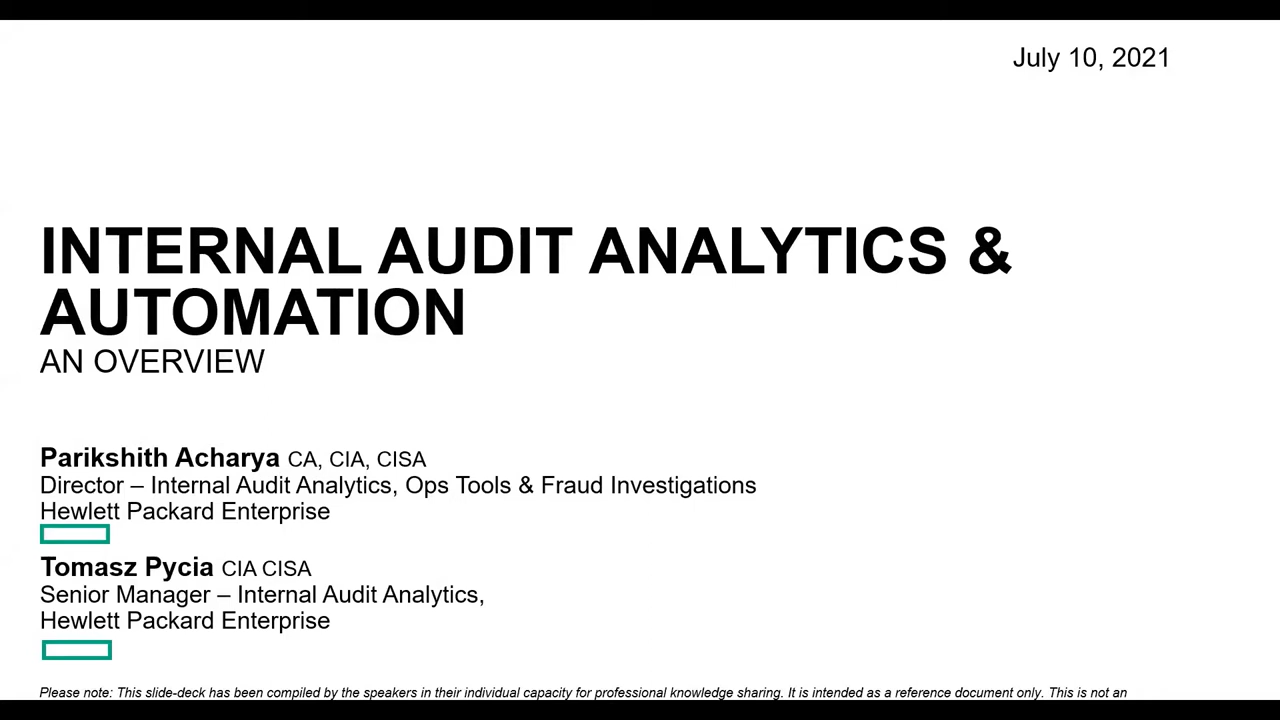 July 10, 2021
INTERNAL AUDIT ANALYTICS &
AUTOMATION
AN OVERVIEW
Parikshith Acharya CA, CIA, CISA
Director – Internal Audit Analytics, Ops Tools & Fraud Investigations
Hewlett Packard Enterprise
Tomasz Pycia CIA CISA
Senior Manager – Internal Audit Analytics,
Hewlett Packard Enterprise
Please note: This slide-deck has been compiled by the speakers in their individual capacity for professional knowledge sharing. It is intended as a reference document only. This is not an